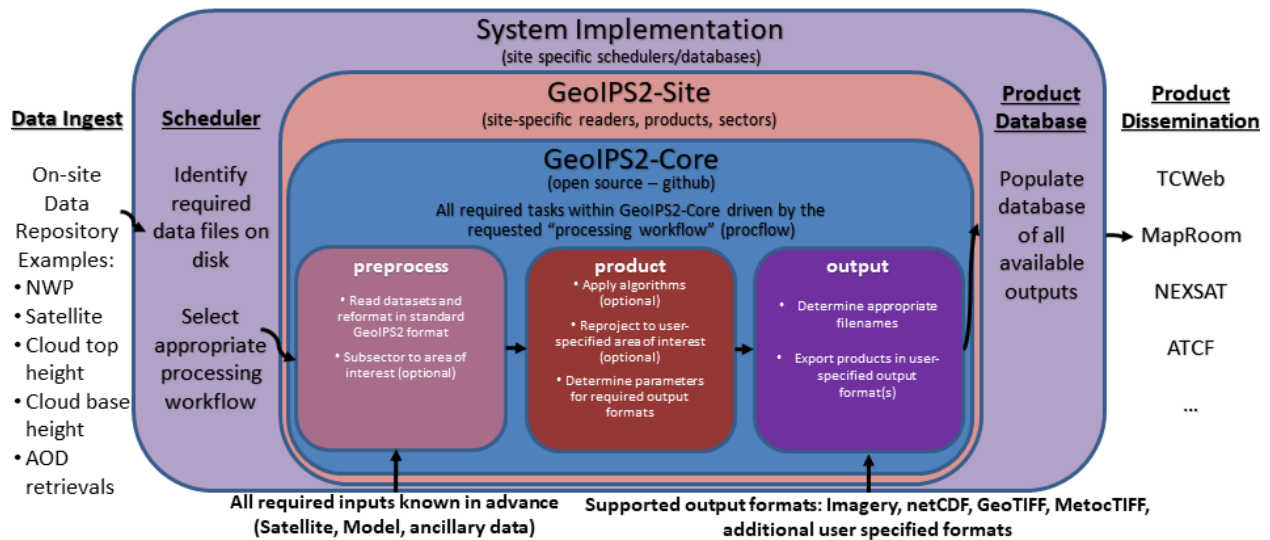 System Implementation
(site specific schedulers/databases)
GeoIPS2-Site
(site-specific readers, products, sectors)
GeoIPS2-Core
(open source – github)
All required tasks within GeoIPS2-Core driven by the
requested “processing workflow” (procflow)
Data Ingest
On-site
Data
Repository
Examples:
• NWP
• Satellite
• Cloud top
height
• Cloud base
height
• AOD
retrievals
Scheduler
Identify
required
data files on
disk
Select
appropriate
processing
workflow
preprocess
• Read datasets and
reformat in standard
GeoIPS2 format
• Subsector to area of
interest (optional)
product
• Apply algorithms
(optional)
• Reproject to user-
specified area of interest
(optional)
• Determine parameters
for required output
formats
output
• Determine appropriate
filenames
• Export products in user-
specified output
format(s)
Product
Database
Populate
database
of all
available
outputs
Product
Dissemination
TCWeb
MapRoom
NEXSAT
ATCF
...
All required inputs known in advance
(Satellite, Model, ancillary data)
Supported output formats: Imagery, netCDF, GeoTIFF, MetocTIFF,
additional user specified formats